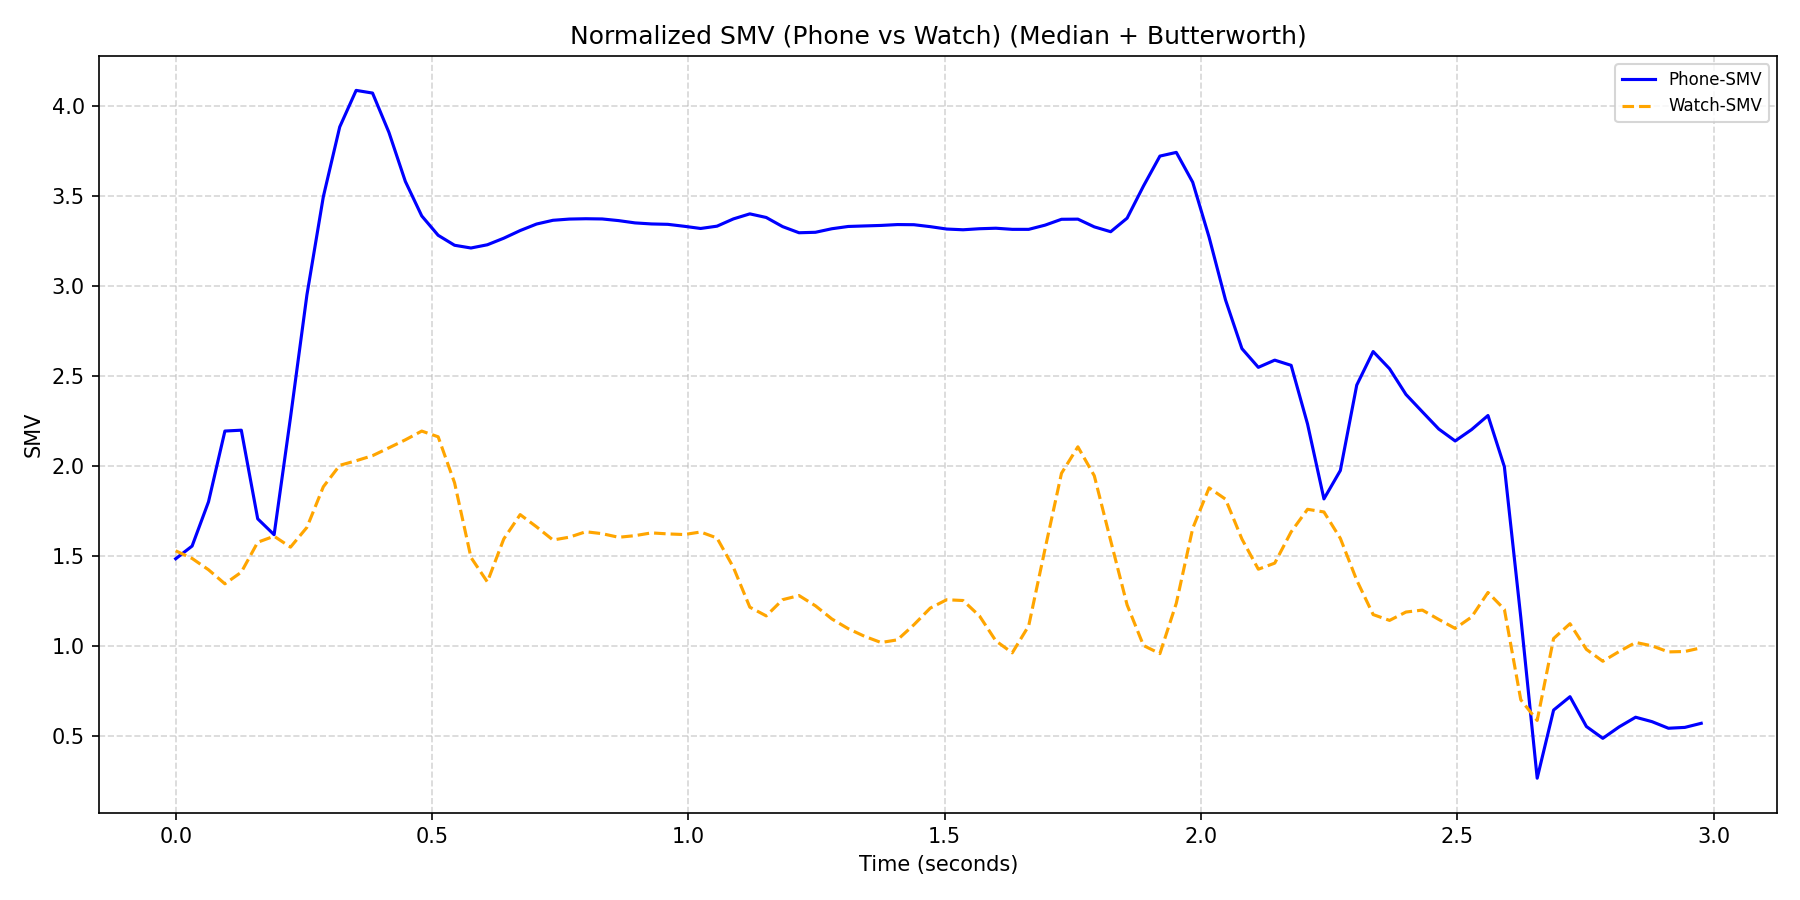 Normalized SMV (Phone vs Watch) (Median + Butterworth)
Phone-SMV
Watch-SMV
SMV
4.0
3.5
3.0
2.5
2.0
1.5
1.0
0.5
0.0 0.5 1.0 1.5 2.0 2.5 3.0
Time (seconds)